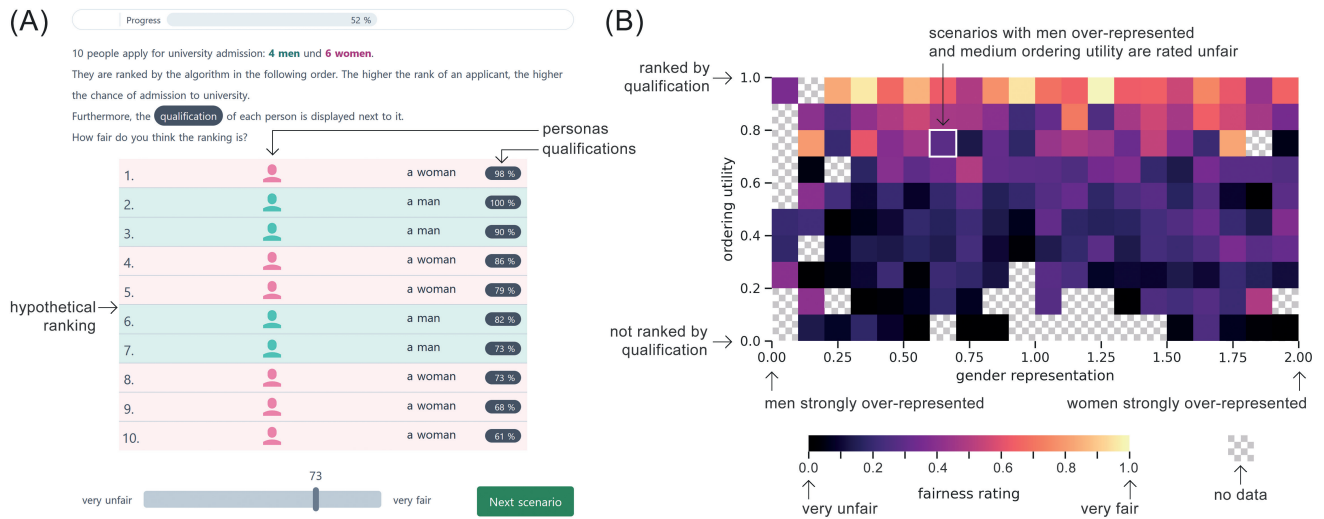 (A)
Progress 52 %
10 people apply for university admission: 4 men und 6 women.
They are ranked by the algorithm in the following order. The higher the rank of an applicant, the higher
the chance of admission to university.
Furthermore, the qualification of each person is displayed next to it.
How fair do you think the ranking is?
personas
qualifications
1. a woman 98 %
2. a man 100 %
3. a man 90 %
4. a woman 86 %
5. a woman 79 %
hypothetical
ranking
6. a man 82 %
7. a man 73 %
8. a woman 73 %
9. a woman 68 %
10. a woman 61 %
73
very unfair very fair
Next scenario
(B)
scenarios with men over-represented
and medium ordering utility are rated unfair
ranked by
qualification
1.0
0.8
0.6
0.4
0.2
0.0
ordering utility
not ranked by
qualification
0.00 0.25 0.50 0.75 1.00 1.25 1.50 1.75 2.00
gender representation
men strongly over-represented women strongly over-represented
0.0 0.2 0.4 0.6 0.8 1.0
fairness rating
very unfair very fair
no data